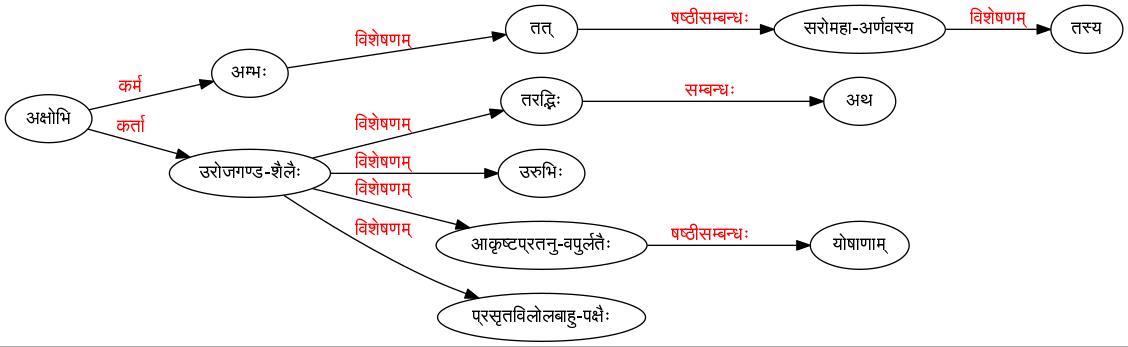 तत्
षष्ठीसम्बन्धः
सरोमहा-अर्णवस्य
विशेषणम्
तस्य
विशेषणम्
अम्भः
कर्म
अक्षोभि
कर्ता
तरद्भिः
सम्बन्धः
अथ
विशेषणम्
उरोजगण्ड-शैलैः
विशेषणम्
उरुभिः
विशेषणम्
आकृष्टप्रतनु-वपुर्लतैः
षष्ठीसम्बन्धः
योषाणाम्
विशेषणम्
प्रसृतविलोलबाहु-पक्षैः